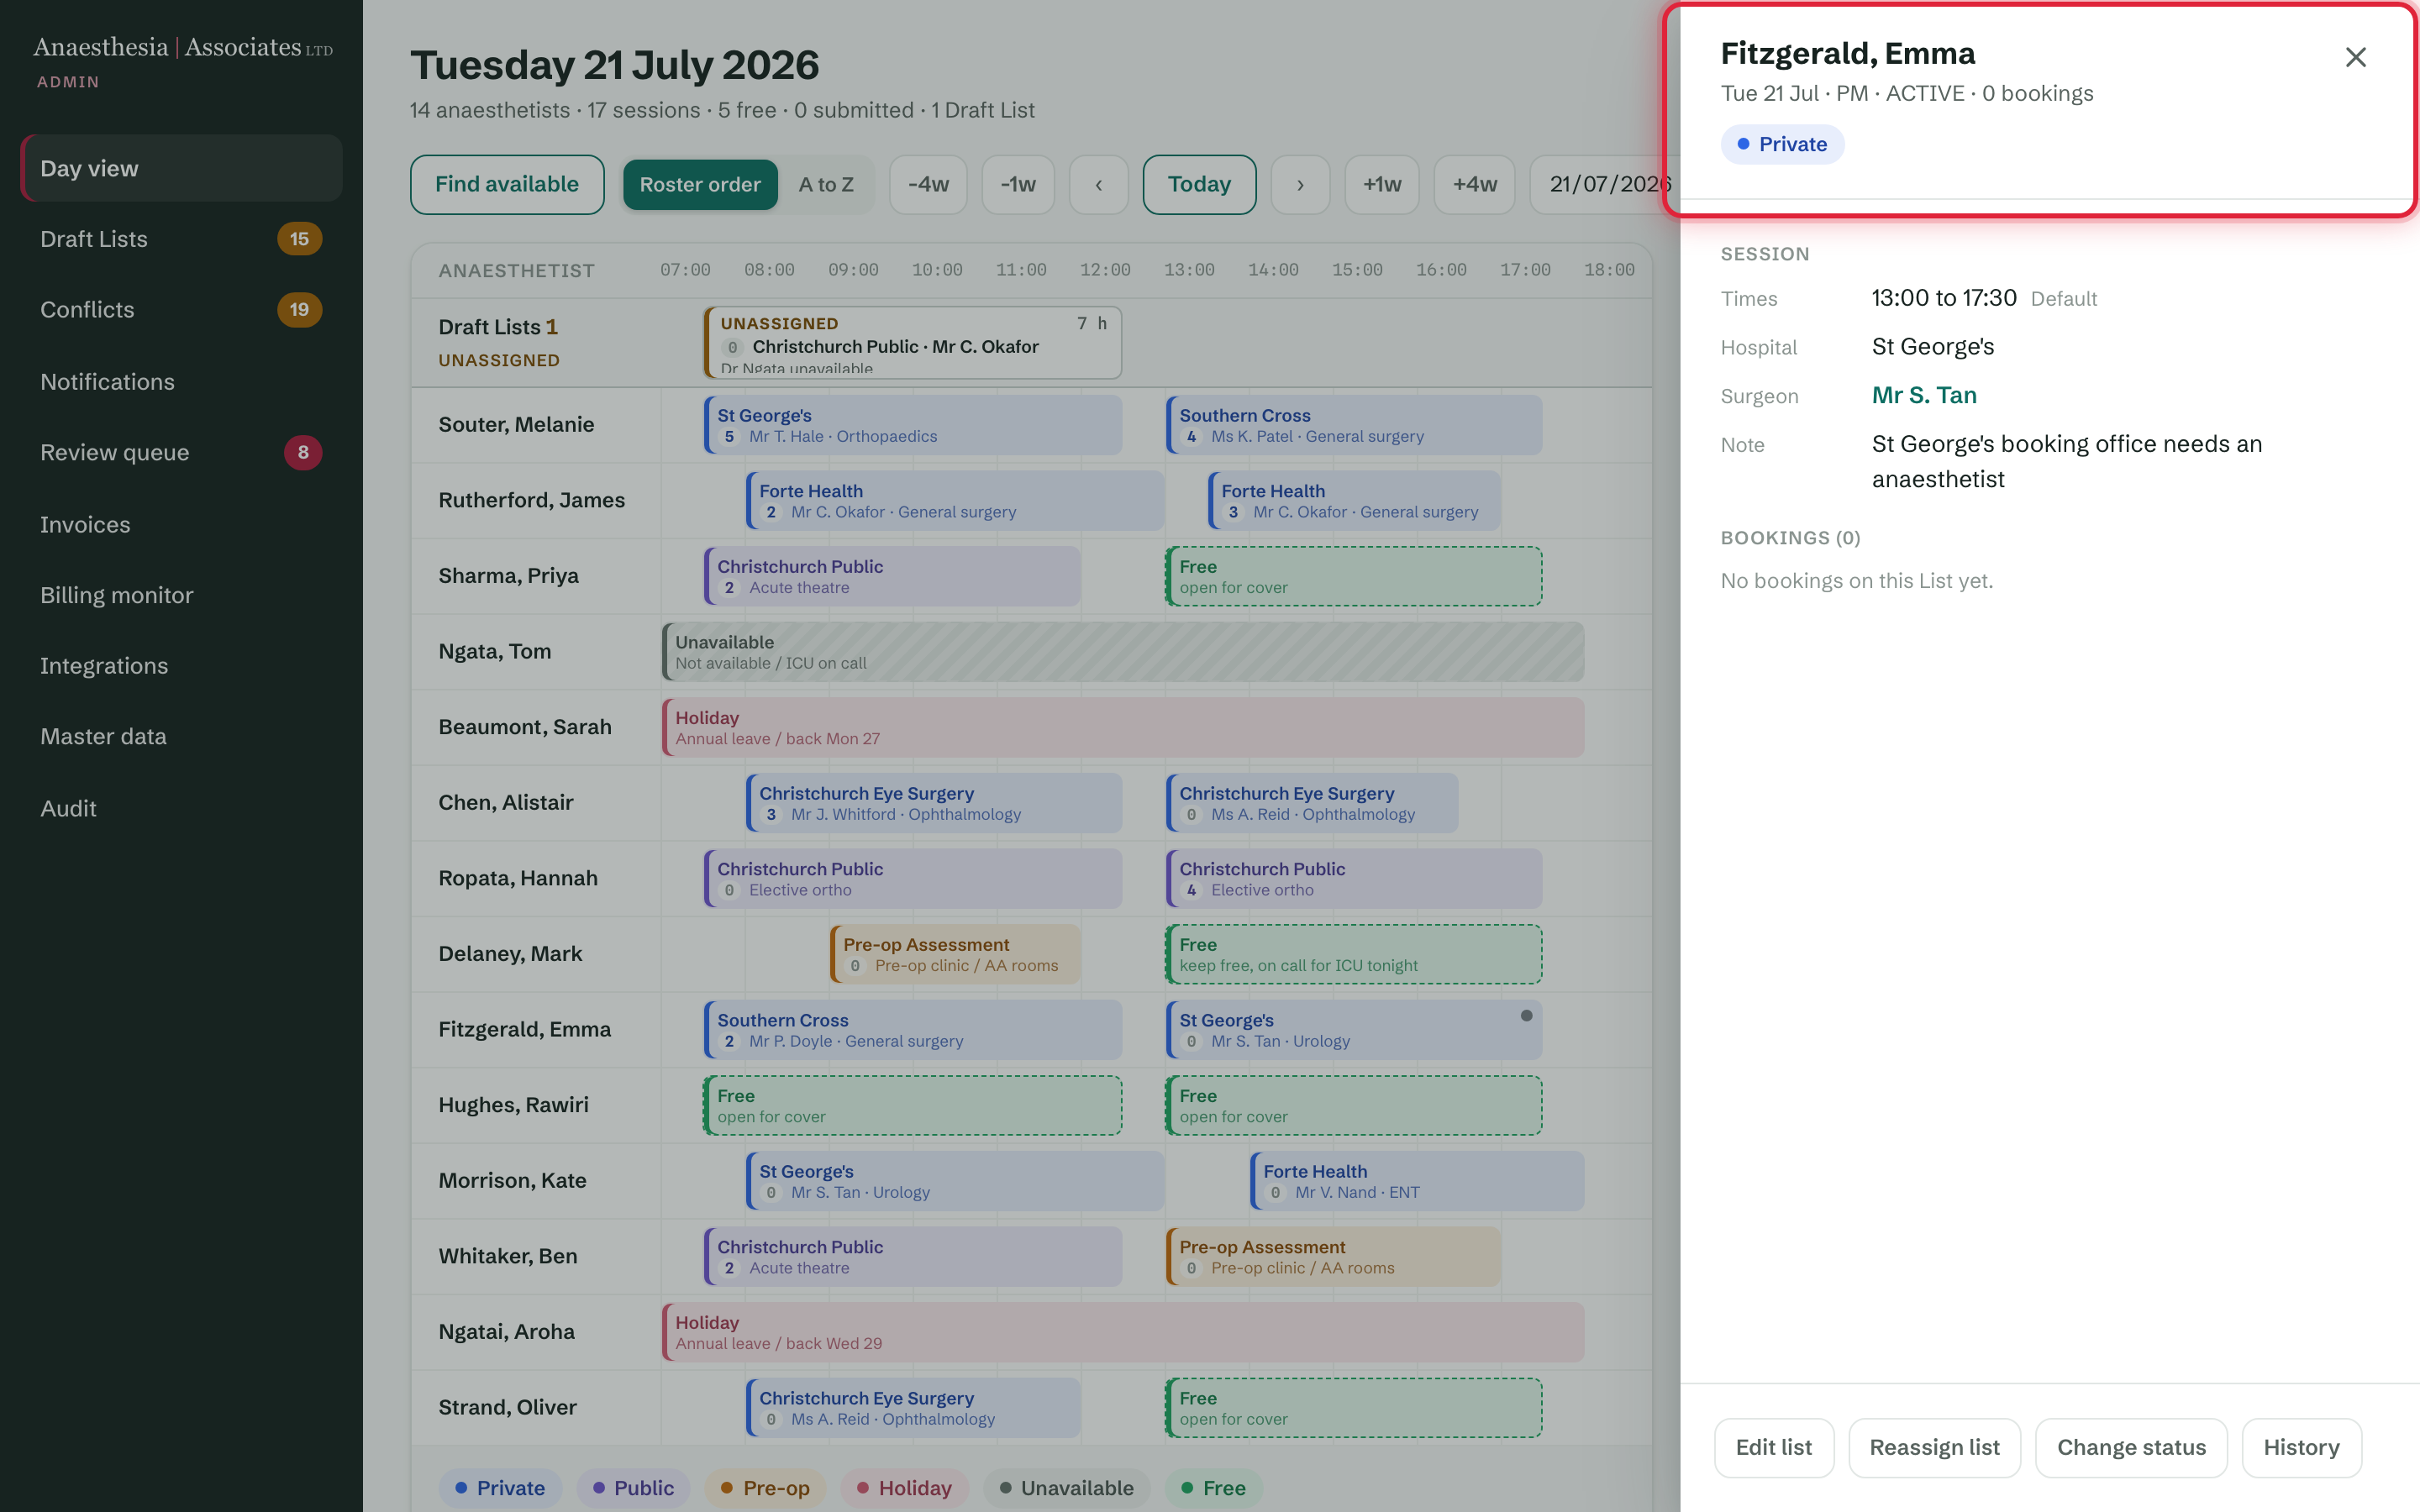 Anaesthesia | Associates LTD
ADMIN
Day view
Draft Lists 15
Conflicts 19
Notifications
Review queue 8
Invoices
Billing monitor
Integrations
Master data
Audit
Tuesday 21 July 2026
14 anaesthetists · 17 sessions · 5 free · 0 submitted · 1 Draft List
Find available Roster order A to Z -4w -1w ‹ Today › +1w +4w 21/07/2026
ANAESTHETIST 07:00 08:00 09:00 10:00 11:00 12:00 13:00 14:00 15:00 16:00 17:00 18:00
Draft Lists 1
UNASSIGNED
UNASSIGNED 7 h
0 Christchurch Public · Mr C. Okafor
Dr Ngata unavailable
Souter, Melanie
St George's
5 Mr T. Hale · Orthopaedics
Southern Cross
4 Ms K. Patel · General surgery
Rutherford, James
Forte Health
2 Mr C. Okafor · General surgery
Forte Health
3 Mr C. Okafor · General surgery
Sharma, Priya
Christchurch Public
2 Acute theatre
Free
open for cover
Ngata, Tom
Unavailable
Not available / ICU on call
Beaumont, Sarah
Holiday
Annual leave / back Mon 27
Chen, Alistair
Christchurch Eye Surgery
3 Mr J. Whitford · Ophthalmology
Christchurch Eye Surgery
0 Ms A. Reid · Ophthalmology
Ropata, Hannah
Christchurch Public
0 Elective ortho
Christchurch Public
4 Elective ortho
Delaney, Mark
Pre-op Assessment
0 Pre-op clinic / AA rooms
Free
keep free, on call for ICU tonight
Fitzgerald, Emma
Southern Cross
2 Mr P. Doyle · General surgery
St George's
0 Mr S. Tan · Urology
Hughes, Rawiri
Free
open for cover
Free
open for cover
Morrison, Kate
St George's
0 Mr S. Tan · Urology
Forte Health
0 Mr V. Nand · ENT
Whitaker, Ben
Christchurch Public
2 Acute theatre
Pre-op Assessment
0 Pre-op clinic / AA rooms
Ngatai, Aroha
Holiday
Annual leave / back Wed 29
Strand, Oliver
Christchurch Eye Surgery
0 Ms A. Reid · Ophthalmology
Free
open for cover
Private Public Pre-op Holiday Unavailable Free
Fitzgerald, Emma
Tue 21 Jul · PM · ACTIVE · 0 bookings
Private
SESSION
Times 13:00 to 17:30 Default
Hospital St George's
Surgeon Mr S. Tan
Note St George's booking office needs an
anaesthetist
BOOKINGS (0)
No bookings on this List yet.
Edit list Reassign list Change status History